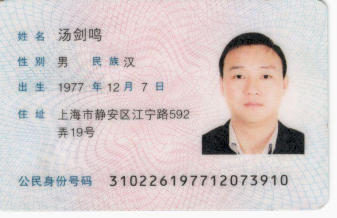 姓名 汤剑鸣
性别 男 民族 汉
出生 1977 年 12 月 7 日
住址 上海市静安区江宁路592
弄19号
公民身份号码 310226197712073910